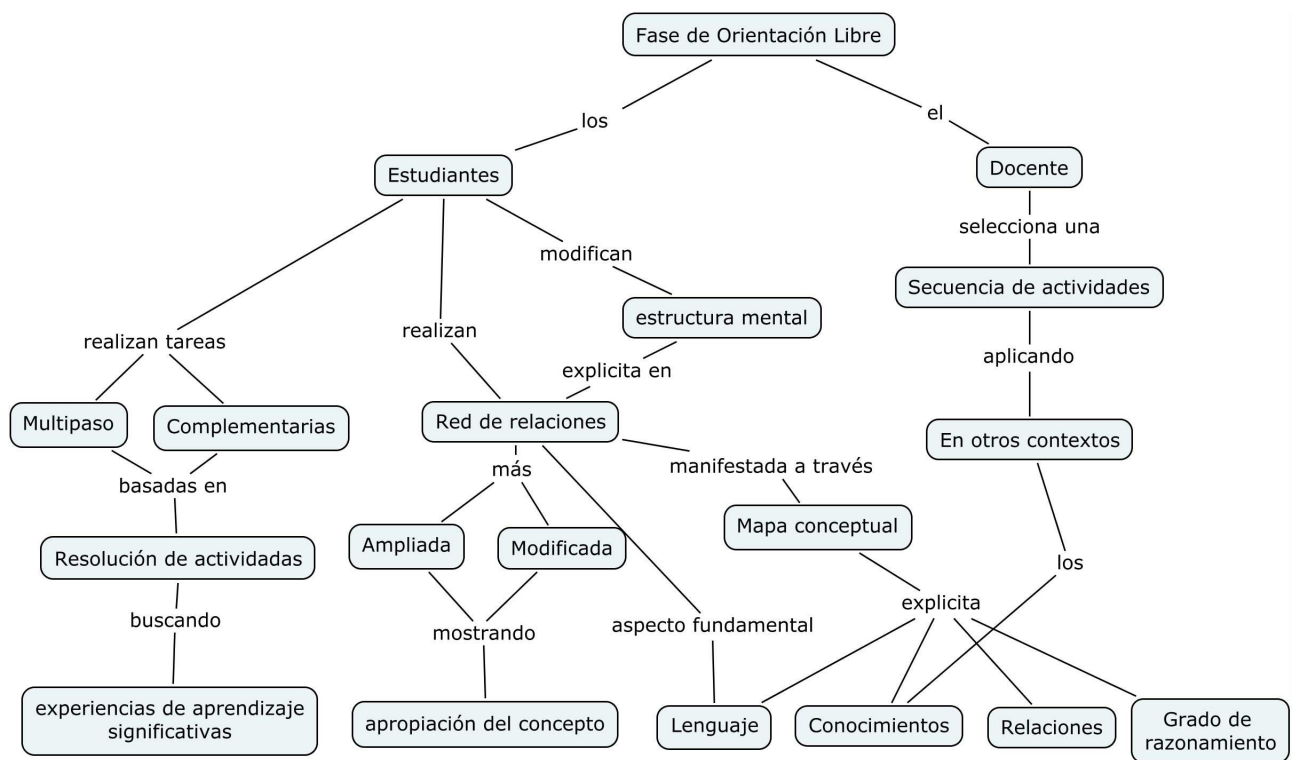 Fase de Orientación Libre
los
el
Estudiantes
Docente
selecciona una
modifican
Secuencia de actividades
estructura mental
realizan
realizan tareas
aplicando
explicita en
Multipaso
Complementarias
Red de relaciones
En otros contextos
más
manifestada a través
basadas en
Mapa conceptual
Ampliada
Modificada
Resolución de actividadas
los
explicita
buscando
mostrando
aspecto fundamental
experiencias de aprendizaje
significativas
apropiación del concepto
Lenguaje
Conocimientos
Relaciones
Grado de
razonamiento